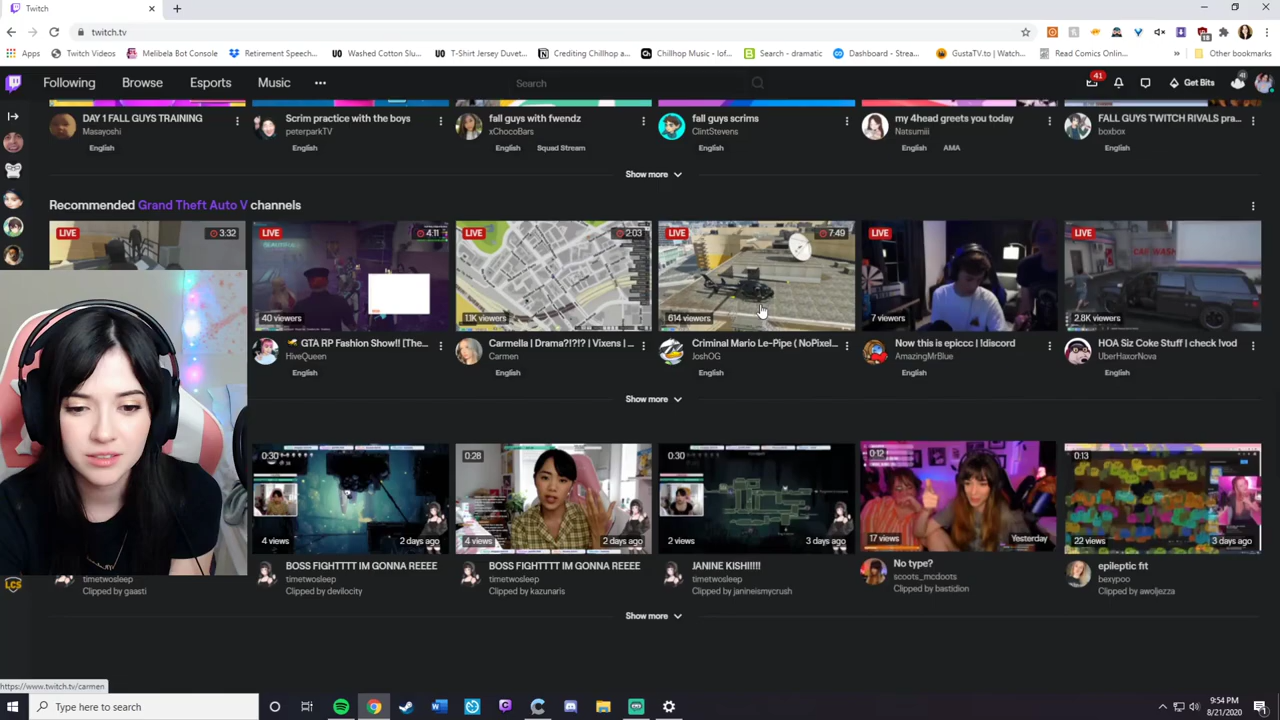 Twitch
twitch.tv
Apps
Twitch Videos
Melibela Bot Console
Retirement Speech...
Washed Cotton Slu...
T-Shirt Jersey Duvet...
Crediting Chillhop a...
Chillhop Music - lof...
Search - dramatic
Dashboard - Strea...
GustaTV.to | Watch...
Read Comics Onlin...
»
Other bookmarks
Following
Browse
Esports
Music
Search
41
Get Bits
DAY 1 FALL GUYS TRAINING
Masayoshi
English
Scrim practice with the boys
peterparkTV
English
fall guys with fwendz
xChocoBars
English Squad Stream
fall guys scrims
ClintStevens
English
my 4head greets you today
Natsumiii
English AMA
FALL GUYS TWITCH RIVALS pra...
boxbox
English
Show more
Recommended Grand Theft Auto V channels
LIVE 3:32
LIVE 4:11
40 viewers
GTA RP Fashion Show!! [The...
HiveQueen
English
LIVE 2:03
1.1K viewers
Carmella | Drama?!?!? | Vixens | ...
Carmen
English
LIVE 7:49
614 viewers
Criminal Mario Le-Pipe ( NoPixel...
JoshOG
English
LIVE
7 viewers
Now this is epiccc | !discord
AmazingMrBlue
English
LIVE
CAR WASH
2.8K viewers
HOA Siz Coke Stuff | check !vod
UberHaxorNova
English
Show more
timetwosleep
Clipped by gaasti
0:30
4 views 2 days ago
BOSS FIGHTTTT IM GONNA REEEE
timetwosleep
Clipped by devilocity
0:28
4 views 2 days ago
BOSS FIGHTTTT IM GONNA REEEE
timetwosleep
Clipped by kazunaris
0:30
2 views 3 days ago
JANINE KISH!!!!!
timetwosleep
Clipped by janineismycrush
0:12
17 views Yesterday
No type?
scoots_mcdoots
Clipped by bastidion
0:13
22 views 3 days ago
epileptic fit
bexypoo
Clipped by awoljezza
Show more
LCS
https://www.twitch.tv/carmen
Type here to search
9:54 PM
8/21/2020